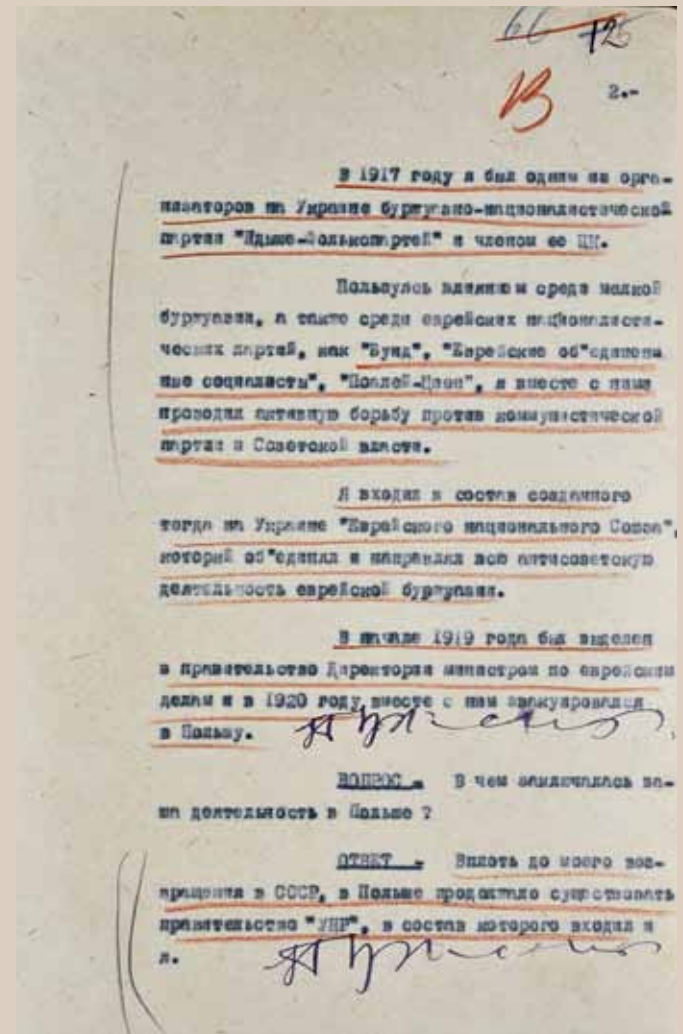 66 125
13
2.-
В 1917 году я был одним из орга-
низаторов на Украине буржуазно-националистической
партии "Идише-Фолькспартей" и членом ее ЦК.
Пользуясь влиянием среди мелкой
буржуазии, а также среди еврейских национали­сти-
ческих партий, как "Бунд", "Еврейские об"единен
ные социалисты", "Поалей-Цион", я вместе с ними
проводил активную борьбу против коммунистической
партии и Советской власти.
Я входил в состав созданного
тогда на Украине "Еврейского национального Союза",
который об"единял и направлял всю антисоветскую
деятельность еврейской буржуазии.
В начале 1919 года был выделен
в правительство Директории министром по еврейским
делам и в 1920 году вместе с ним эвакуировался
в Польшу.
ВОПРОС - В чем заключалась ва-
ша деятельность в Польше ?
ОТВЕТ - Вплоть до моего воз-
вращения в СССР, в Польше продолжало существовать
правительство "УНР", в состав которого входил и
я.